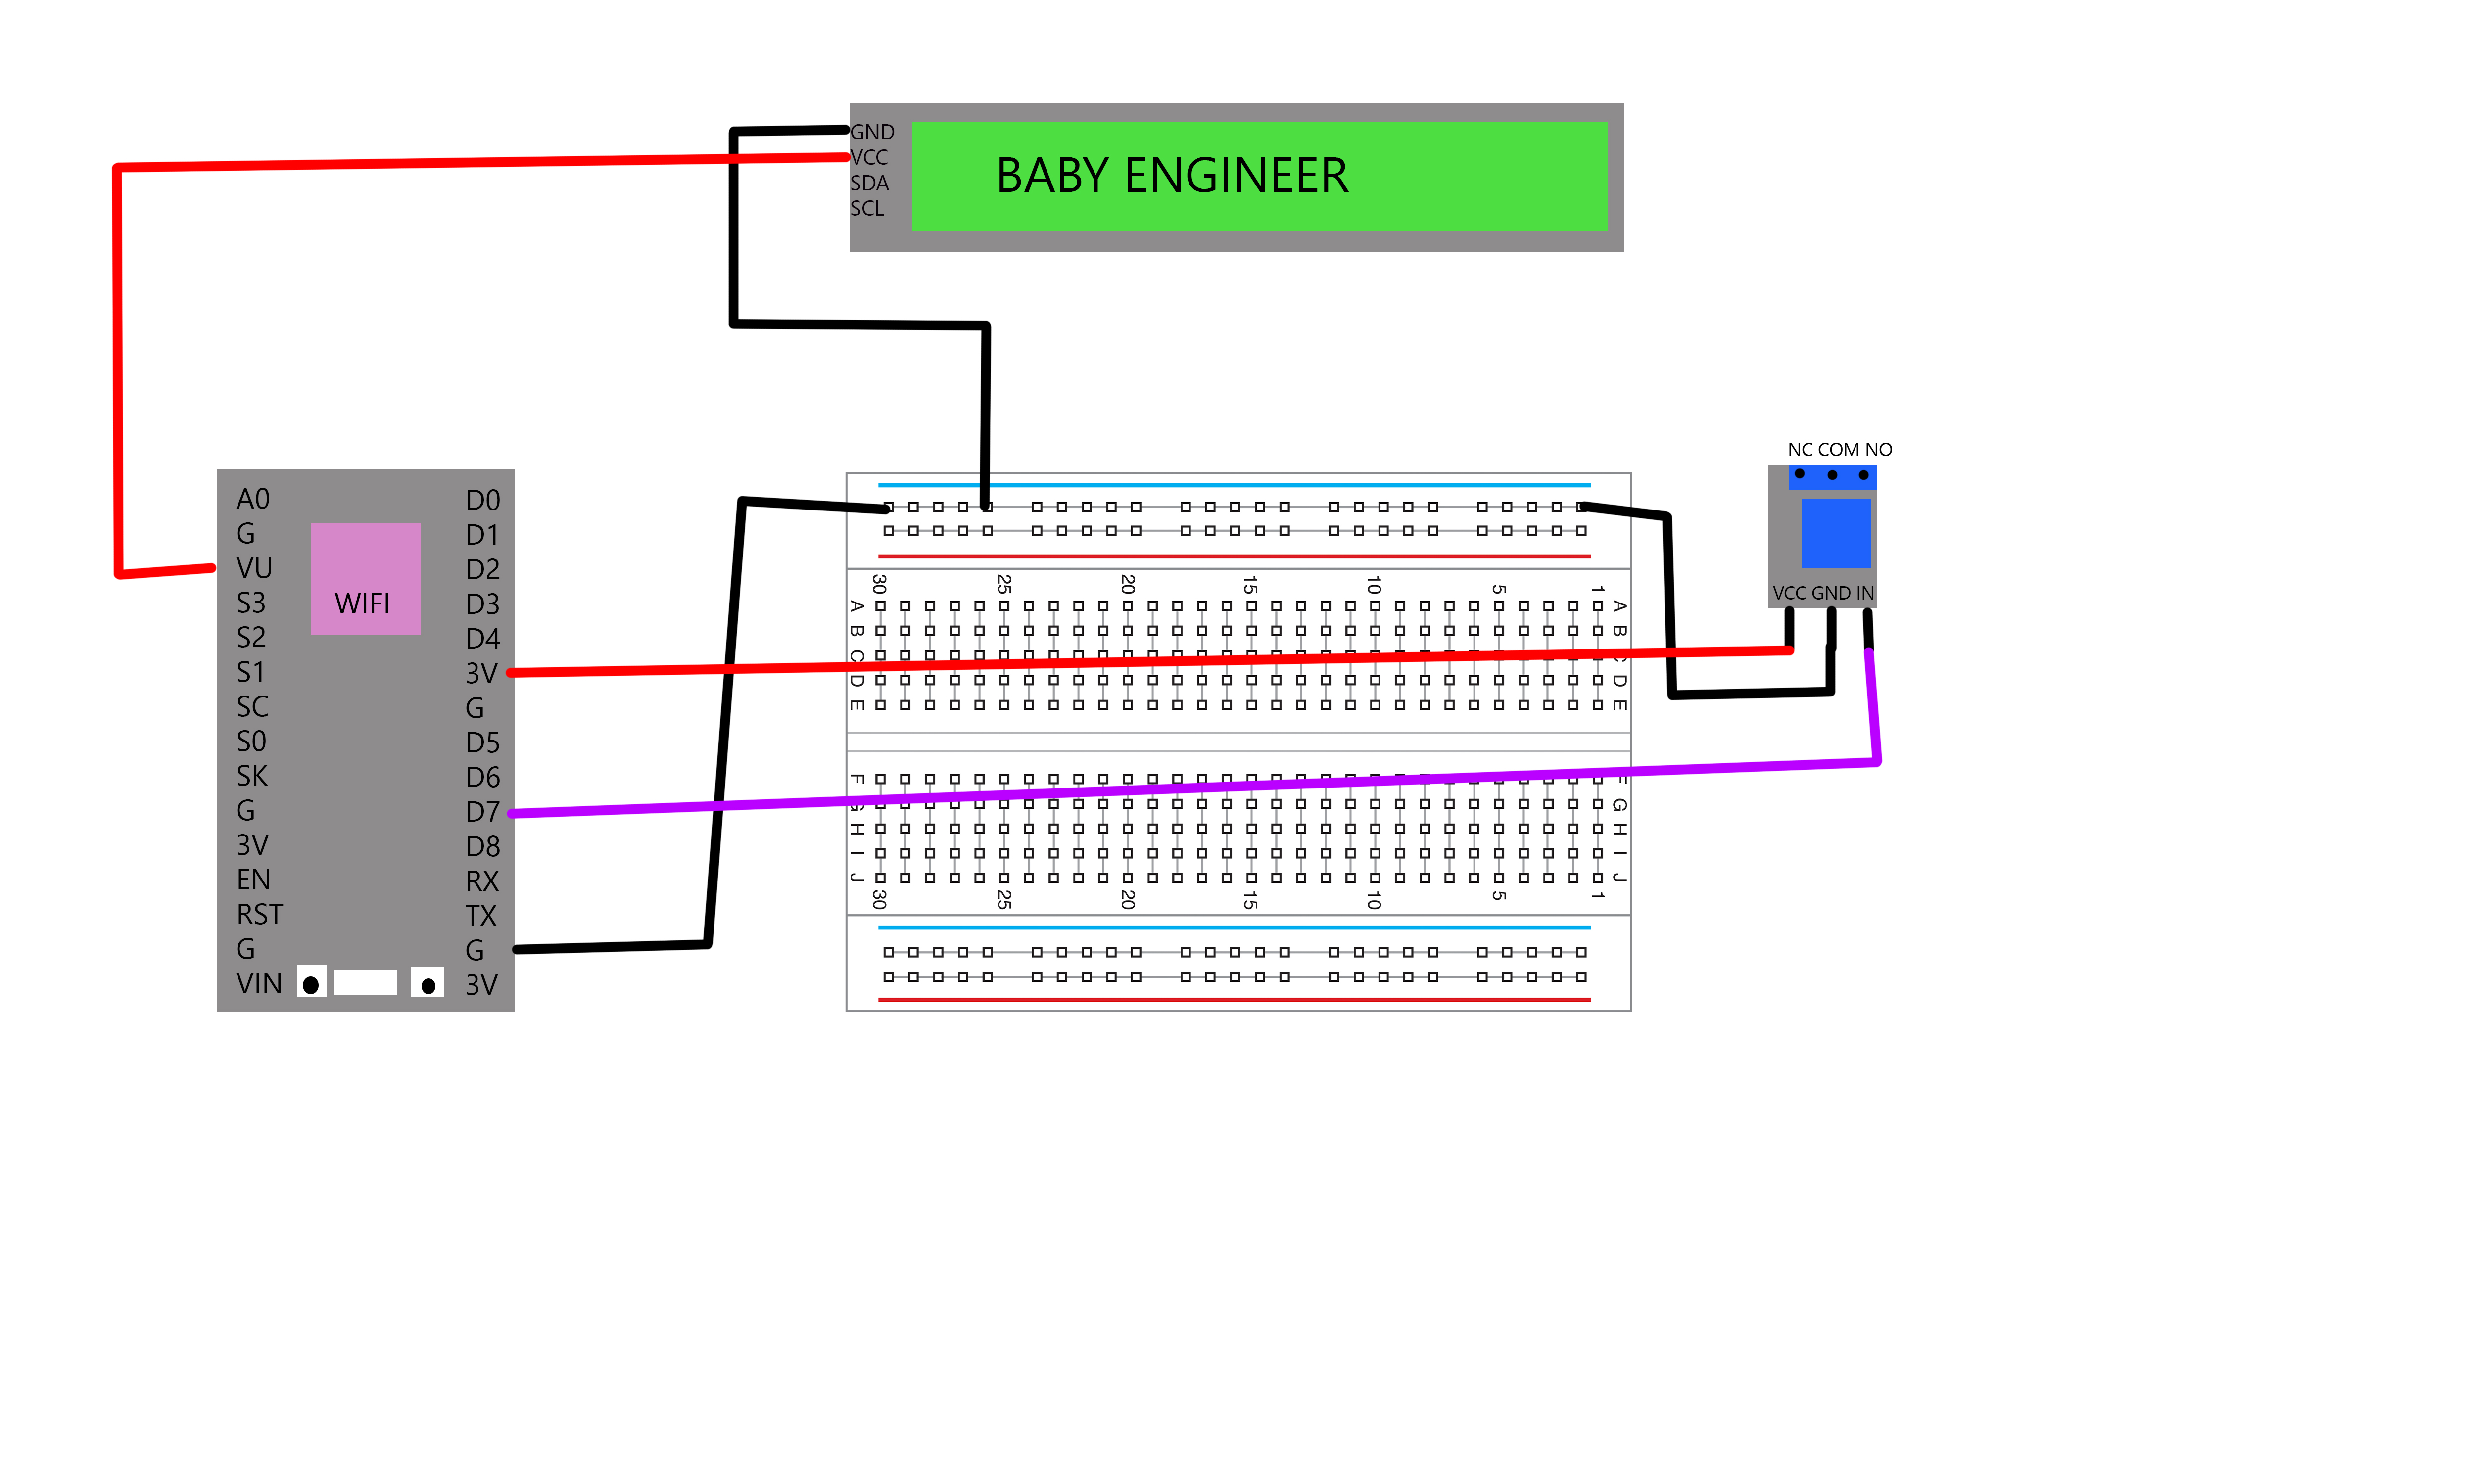 GND
VCC
SDA
SCL
BABY ENGINEER
NC COM NO
VCC GND IN
A0
G
VU
S3
S2
S1
SC
S0
SK
G
3V
EN
RST
G
VIN
WIFI
D0
D1
D2
D3
D4
3V
G
D5
D6
D7
D8
RX
TX
G
3V
30 25 20 15 10 5 1
A A
B B
C C
D D
E E
F F
G G
H H
I I
J J
30 25 20 15 10 5 1